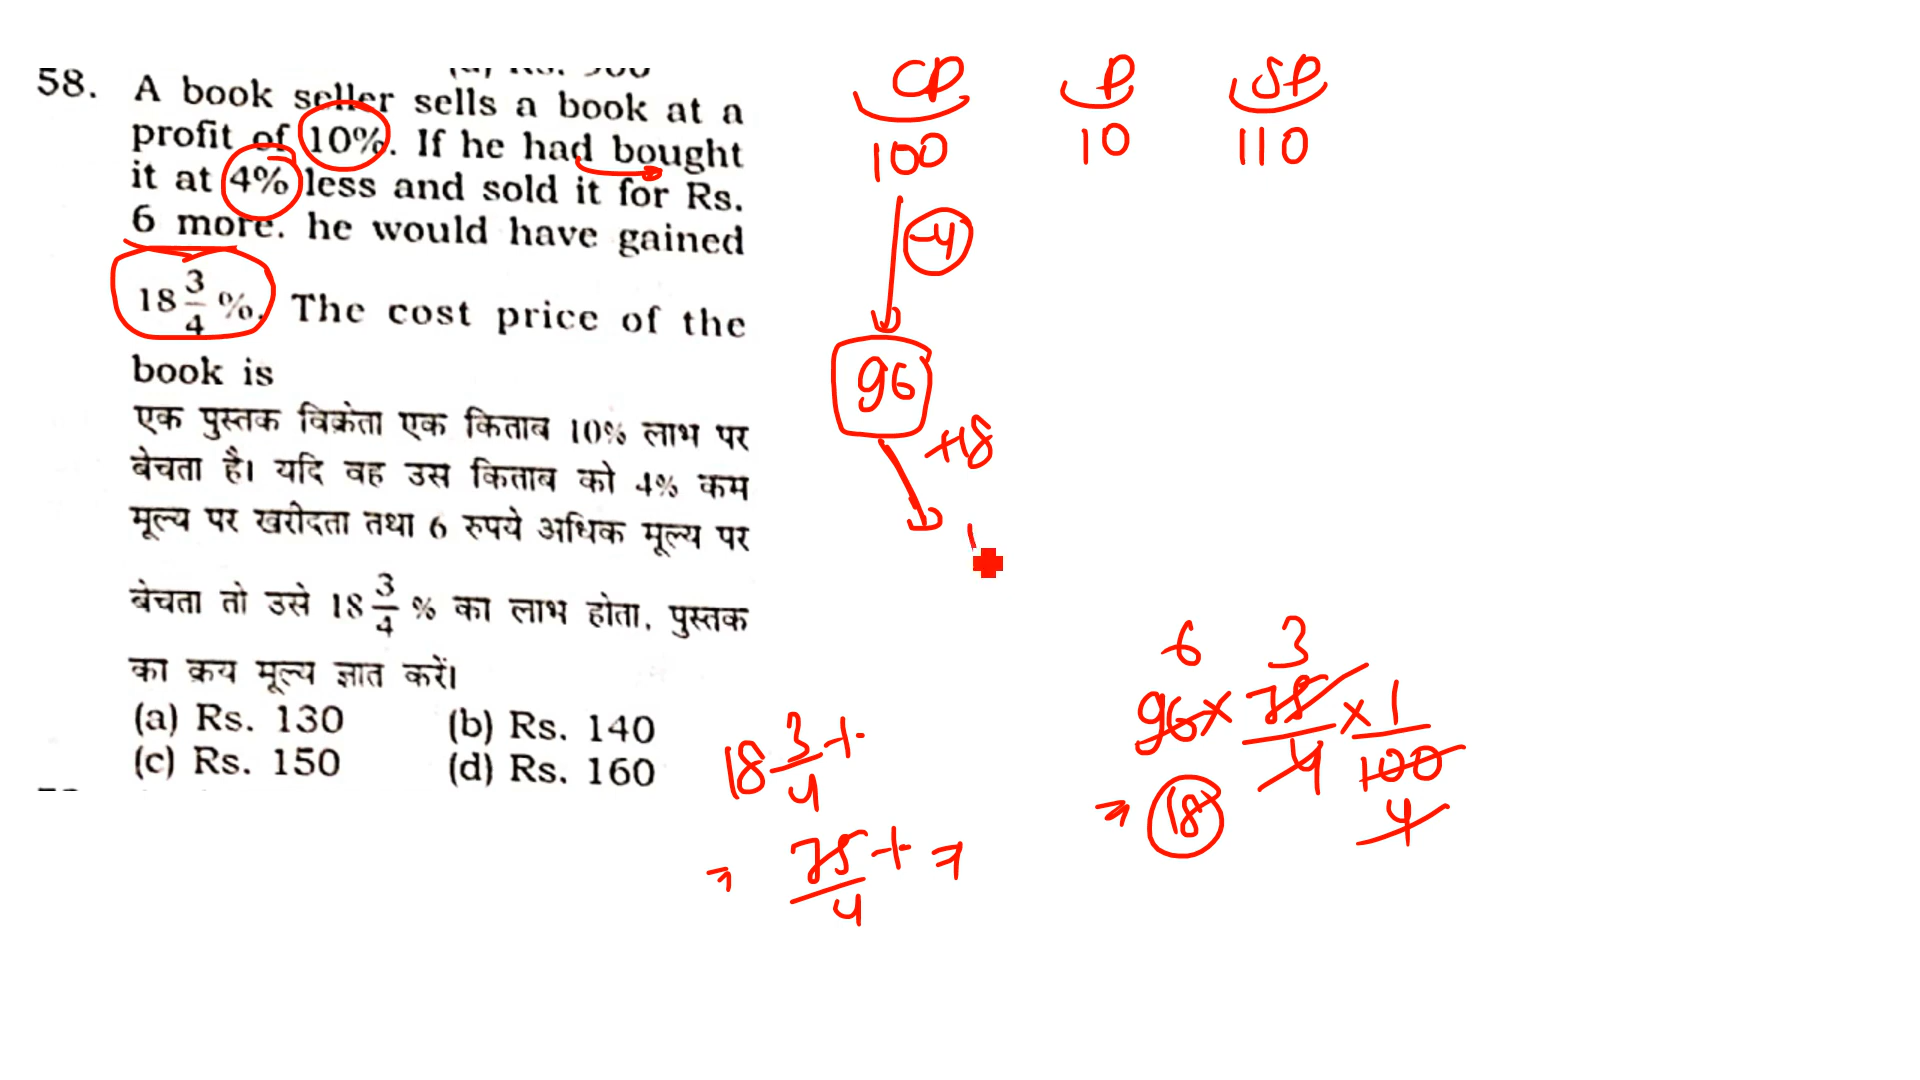 58. A book seller sells a book at a
profit of 10%. If he had bought
it at 4% less and sold it for Rs.
6 more. he would have gained
18 3/4 %. The cost price of the
book is
एक पुस्तक विक्रेता एक किताब 10% लाभ पर
बेचता है। यदि वह उस किताब को 4% कम
मूल्य पर खरीदता तथा 6 रुपये अधिक मूल्य पर
बेचता तो उसे 18 3/4 % का लाभ होता, पुस्तक
का क्रय मूल्य ज्ञात करें।
(a) Rs. 130 (b) Rs. 140
(c) Rs. 150 (d) Rs. 160
CP P SP
100 10 110
-4
96
+18
18 3/4 %
75/4 %
6 3
96 × 75/4 × 1/100
4
18